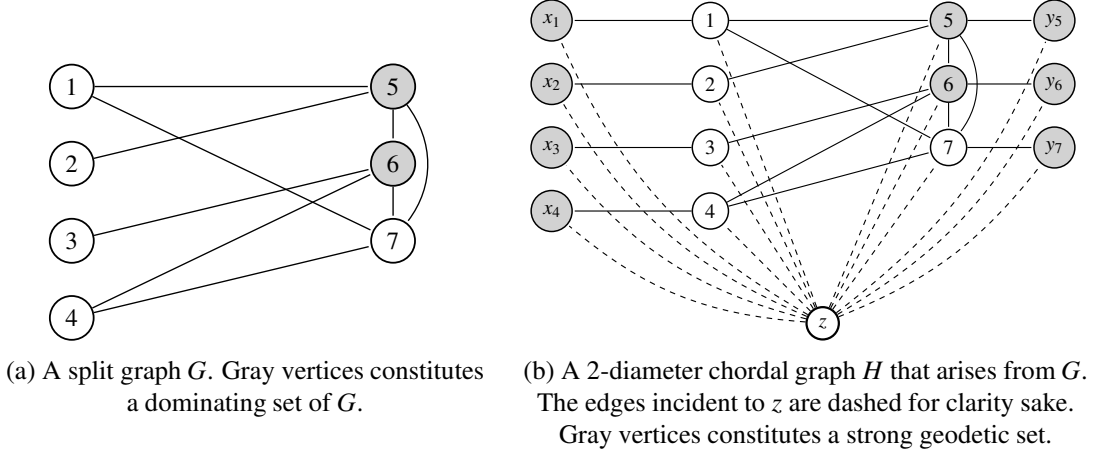 x1 1 5 y5
1 5 x2 2 6 y6
2 6 x3 3 7 y7
3 7 x4 4
4 z
(a) A split graph G. Gray vertices constitutes
a dominating set of G.
(b) A 2-diameter chordal graph H that arises from G.
The edges incident to z are dashed for clarity sake.
Gray vertices constitutes a strong geodetic set.